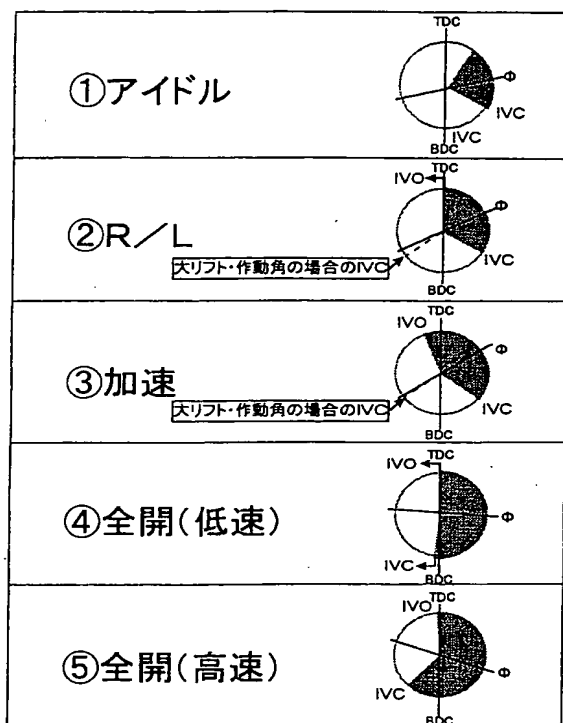 TDC
①アイドル
Φ
IVC
IVC
BDC
TDC
IVO
Φ
②R／L
IVC
大リフト・作動角の場合のIVC
BDC
TDC
IVO
Φ
③加速
大リフト・作動角の場合のIVC
IVC
BDC
TDC
IVO
④全開(低速)
Φ
IVC
BDC
TDC
IVO
⑤全開(高速)
Φ
IVC